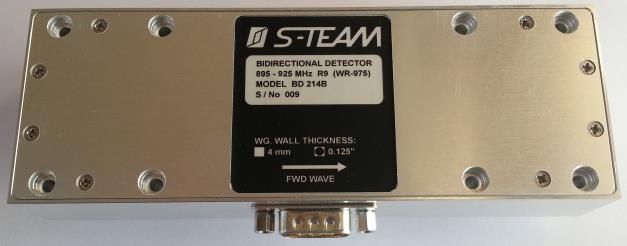 S-TEAM
BIDIRECTIONAL DETECTOR
895 - 925 MHz R9 (WR-975)
MODEL BD 214B
S / No 009
WG. WALL THICKNESS:
4 mm 0.125"
FWD WAVE